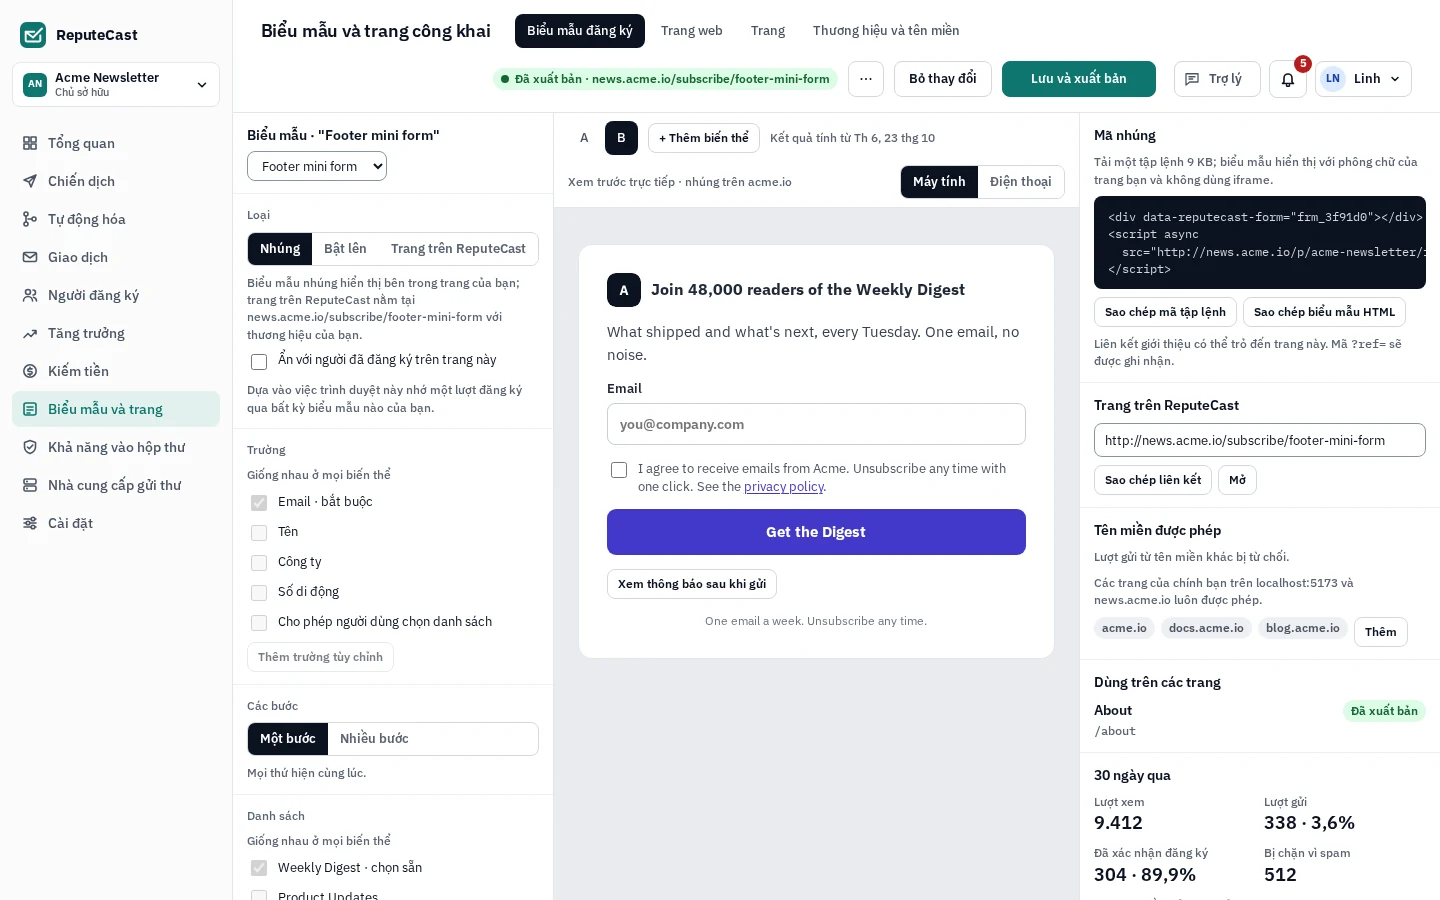 ReputeCast
AN
Acme Newsletter
Chủ sở hữu
Tổng quan
Chiến dịch
Tự động hóa
Giao dịch
Người đăng ký
Tăng trưởng
Kiếm tiền
Biểu mẫu và trang
Khả năng vào hộp thư
Nhà cung cấp gửi thư
Cài đặt
Biểu mẫu và trang công khai
Biểu mẫu đăng ký
Trang web
Trang
Thương hiệu và tên miền
Đã xuất bản · news.acme.io/subscribe/footer-mini-form
...
Bỏ thay đổi
Lưu và xuất bản
Trợ lý
5
LN
Linh
Biểu mẫu · "Footer mini form"
Footer mini form
Loại
Nhúng
Bật lên
Trang trên ReputeCast
Biểu mẫu nhúng hiển thị bên trong trang của bạn;
trang trên ReputeCast nằm tại
news.acme.io/subscribe/footer-mini-form với
thương hiệu của bạn.
Ẩn với người đã đăng ký trên trang này
Dựa vào việc trình duyệt này nhớ một lượt đăng ký
qua bất kỳ biểu mẫu nào của bạn.
Trường
Giống nhau ở mọi biến thể
Email · bắt buộc
Tên
Công ty
Số di động
Cho phép người dùng chọn danh sách
Thêm trường tùy chỉnh
Các bước
Một bước
Nhiều bước
Mọi thứ hiện cùng lúc.
Danh sách
Giống nhau ở mọi biến thể
Weekly Digest · chọn sẵn
Product Updates
A
B
+ Thêm biến thể
Kết quả tính từ Th 6, 23 thg 10
Xem trước trực tiếp · nhúng trên acme.io
Máy tính
Điện thoại
A
Join 48,000 readers of the Weekly Digest
What shipped and what's next, every Tuesday. One email, no
noise.
Email
you@company.com
I agree to receive emails from Acme. Unsubscribe any time with
one click. See the privacy policy.
Get the Digest
Xem thông báo sau khi gửi
One email a week. Unsubscribe any time.
Mã nhúng
Tải một tập lệnh 9 KB; biểu mẫu hiển thị với phông chữ của
trang bạn và không dùng iframe.
<div data-reputecast-form="frm_3f91d0"></div>
<script async
src="http://news.acme.io/p/acme-newsletter/
</script>
Sao chép mã tập lệnh
Sao chép biểu mẫu HTML
Liên kết giới thiệu có thể trỏ đến trang này. Mã ?ref= sẽ
được ghi nhận.
Trang trên ReputeCast
http://news.acme.io/subscribe/footer-mini-form
Sao chép liên kết
Mở
Tên miền được phép
Lượt gửi từ tên miền khác bị từ chối.
Các trang của chính bạn trên localhost:5173 và
news.acme.io luôn được phép.
acme.io
docs.acme.io
blog.acme.io
Thêm
Dùng trên các trang
About
Đã xuất bản
/about
30 ngày qua
Lượt xem
Lượt gửi
9.412
338 · 3,6%
Đã xác nhận đăng ký
Bị chặn vì spam
304 · 89,9%
512